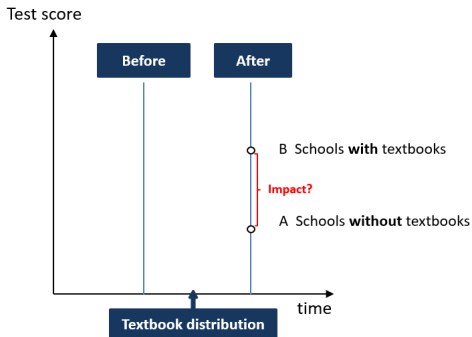 Test score
Before
After
B Schools with textbooks
Impact?
A Schools without textbooks
time
Textbook distribution